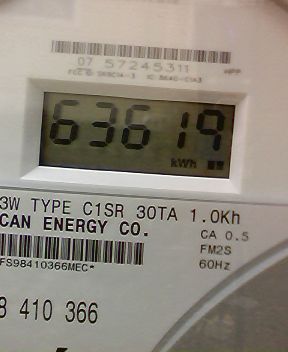 07 57245311
63619
kWh
3W TYPE C1SR 30TA 1.0Kh
CAN ENERGY CO.
CA 0.5
FM2S
FS98410366MEC*
60Hz
8 410 366